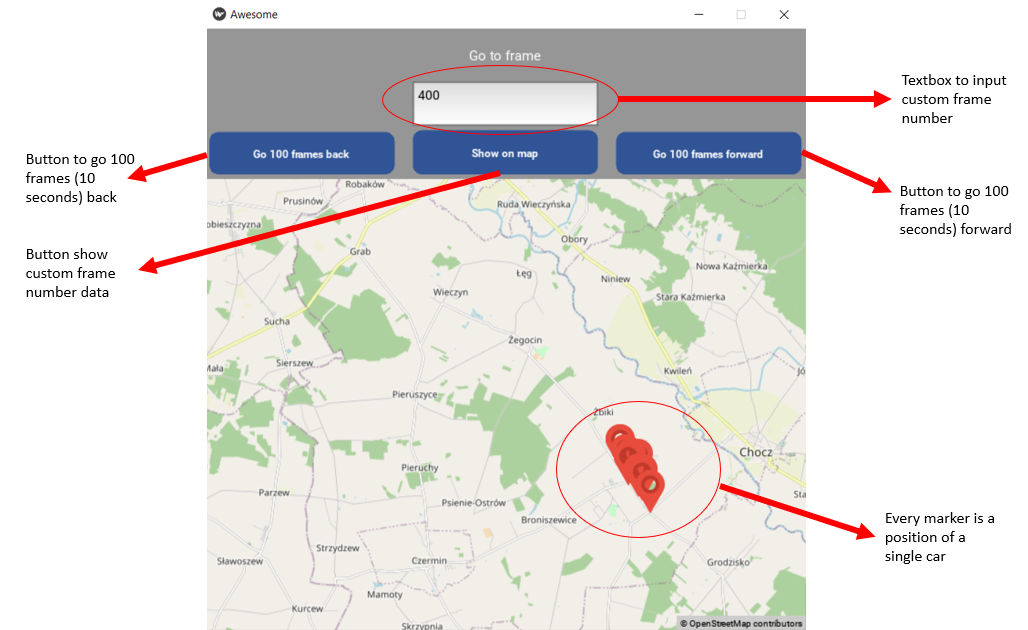 Awesome
Go to frame
400
Textbox to input
custom frame
number
Go 100 frames back
Show on map
Go 100 frames forward
Button to go 100
frames (10
seconds) back
Button to go 100
frames (10
seconds) forward
Button show
custom frame
number data
Robaków
Prusinów
Ruda Wieczyńska
obieszczyzna
Obory
Grab
Łęg
Niniew
Nowa Kaźmierka
Wieczyn
Stara Kaźmierka
Sucha
Żegocin
Sierszew
Mała
Kwileń
Jó
Pieruszyce
Żbiki
Chocz
Pieruchy
Parzew
Psienie-Ostrów
Sta
Broniszewice
Every marker is a
position of a
single car
Strzydzew
Sławoszew
Czermin
Grodzisko
Mamoty
Kurcew
Skrzypnia
© OpenStreetMap contributors